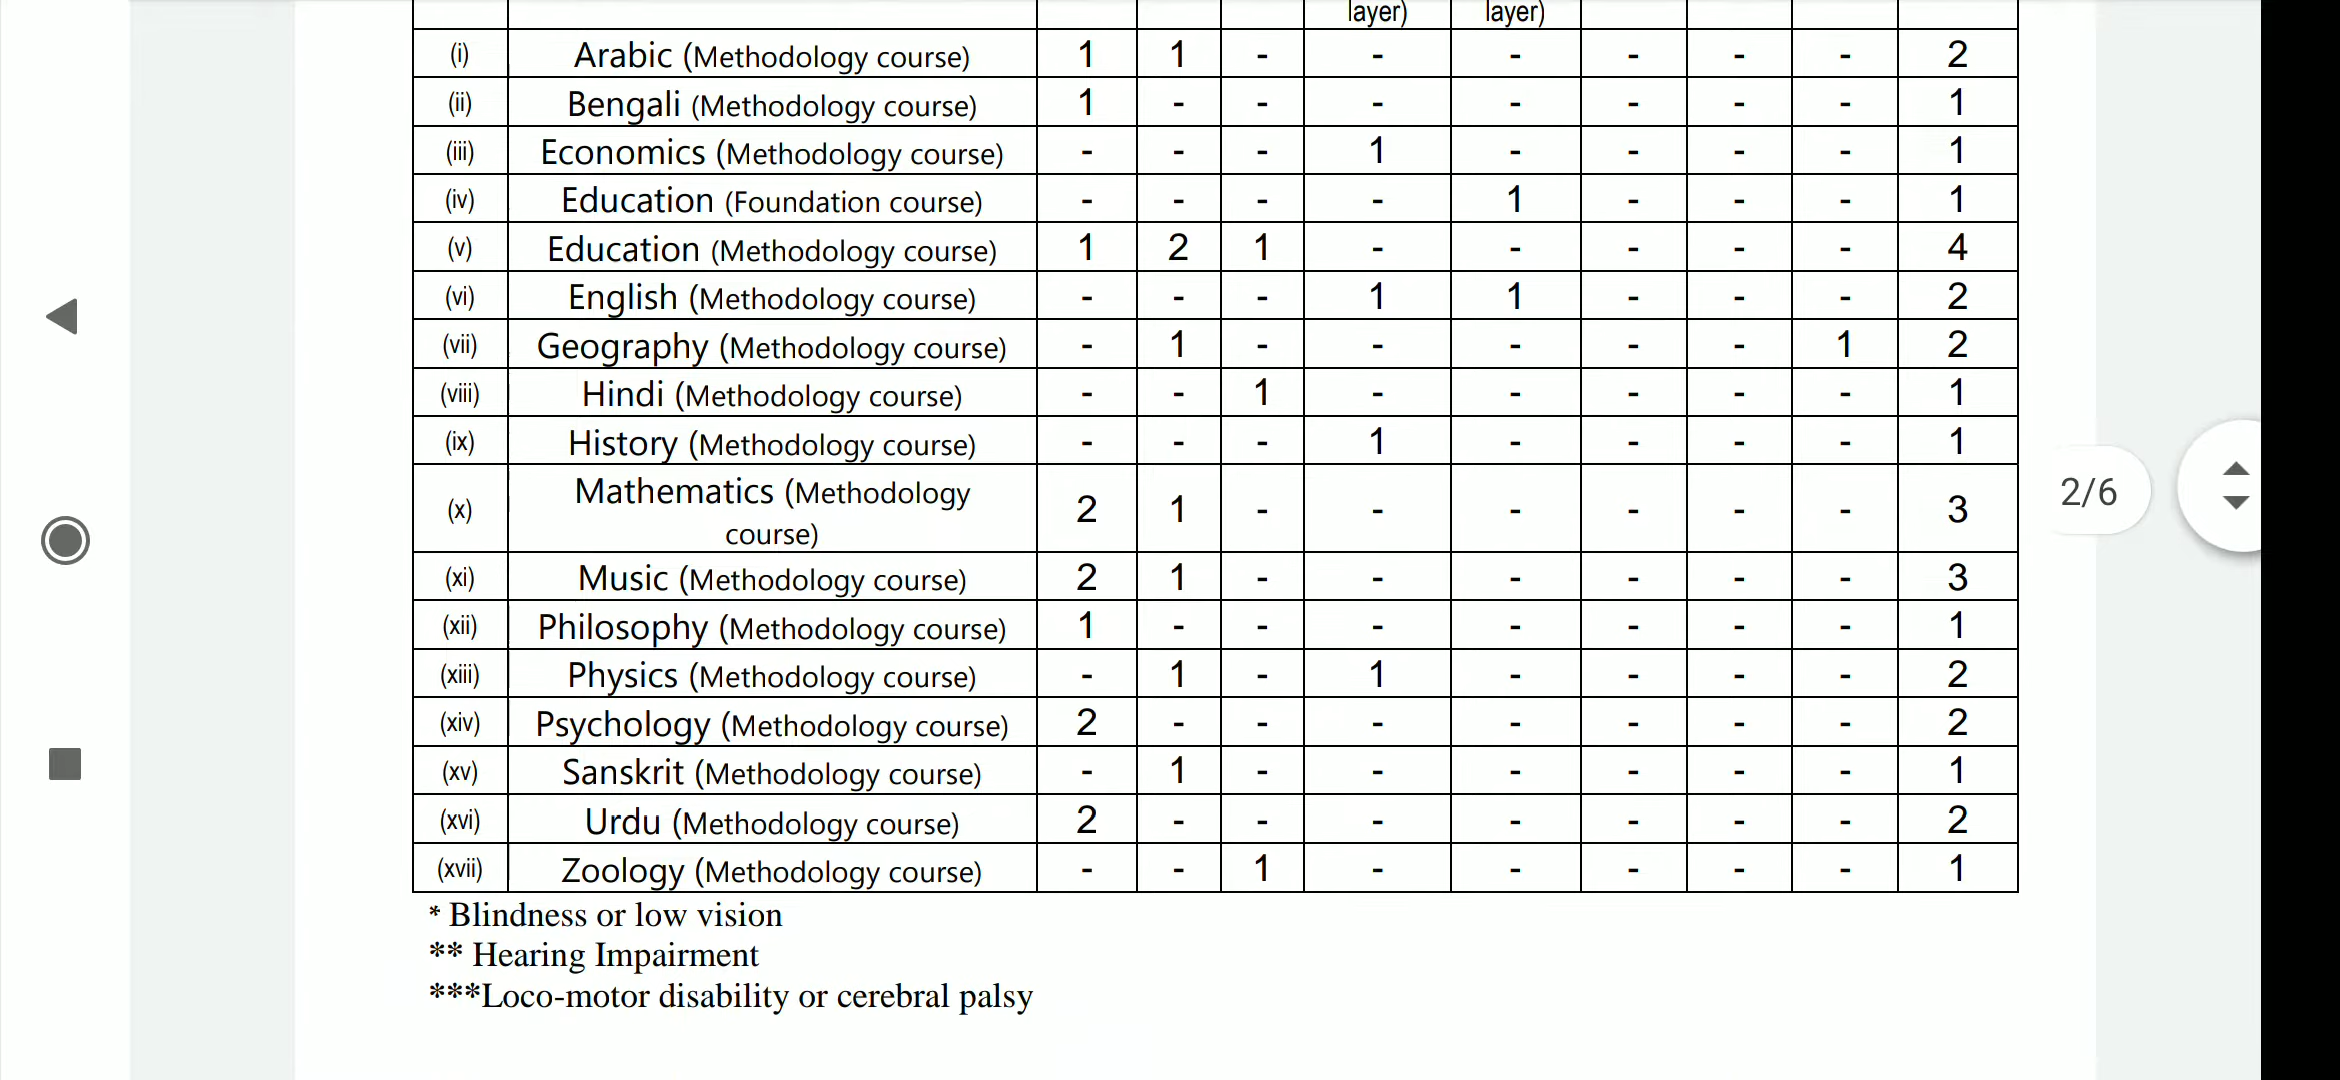 layer) layer)
(i) Arabic (Methodology course) 1 1 - - - - - - 2
(ii) Bengali (Methodology course) 1 - - - - - - - 1
(iii) Economics (Methodology course) - - - 1 - - - - 1
(iv) Education (Foundation course) - - - - 1 - - - 1
(v) Education (Methodology course) 1 2 1 - - - - - 4
(vi) English (Methodology course) - - - 1 1 - - - 2
(vii) Geography (Methodology course) - 1 - - - - - 1 2
(viii) Hindi (Methodology course) - - 1 - - - - - 1
(ix) History (Methodology course) - - - 1 - - - - 1
(x) Mathematics (Methodology course) 2 1 - - - - - - 3
(xi) Music (Methodology course) 2 1 - - - - - - 3
(xii) Philosophy (Methodology course) 1 - - - - - - - 1
(xiii) Physics (Methodology course) - 1 - 1 - - - - 2
(xiv) Psychology (Methodology course) 2 - - - - - - - 2
(xv) Sanskrit (Methodology course) - 1 - - - - - - 1
(xvi) Urdu (Methodology course) 2 - - - - - - - 2
(xvii) Zoology (Methodology course) - - 1 - - - - - 1
* Blindness or low vision
** Hearing Impairment
***Loco-motor disability or cerebral palsy
2/6